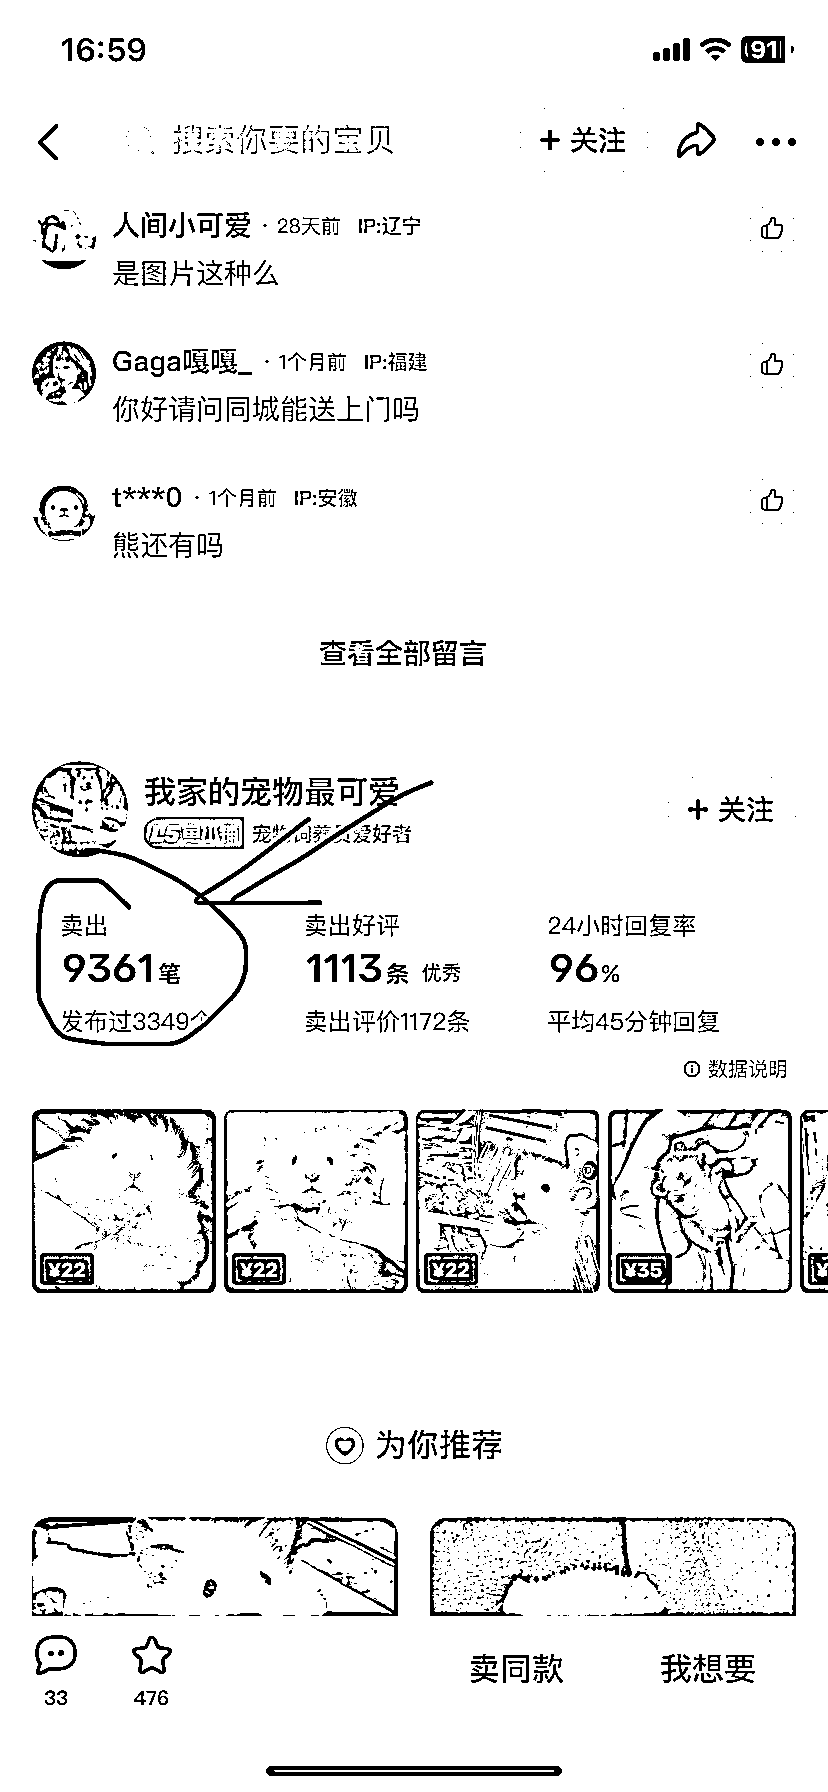 16:59
91
搜索你要的宝贝
+ 关注
人间小可爱 · 28天前 IP:辽宁
是图片这种么
Gaga嘎嘎_ · 1个月前 IP:福建
你好请问同城能送上门吗
t***0 · 1个月前 IP:安徽
熊还有吗
查看全部留言
我家的宠物最可爱
+ 关注
L5鱼小铺 宠物饲养员爱好者
卖出 卖出好评 24小时回复率
9361笔 1113条 优秀 96%
发布过3349个 卖出评价1172条 平均45分钟回复
数据说明
¥22 ¥22 ¥22 ¥35 ¥
为你推荐
33 476 卖同款 我想要